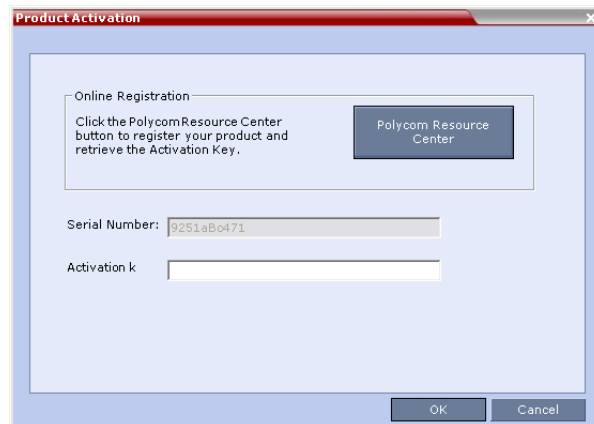 Product Activation
Online Registration
Click the Polycom Resource Center
button to register your product and
retrieve the Activation Key.
Polycom Resource
Center
Serial Number:
9251aBc471
Activation k
OK
Cancel